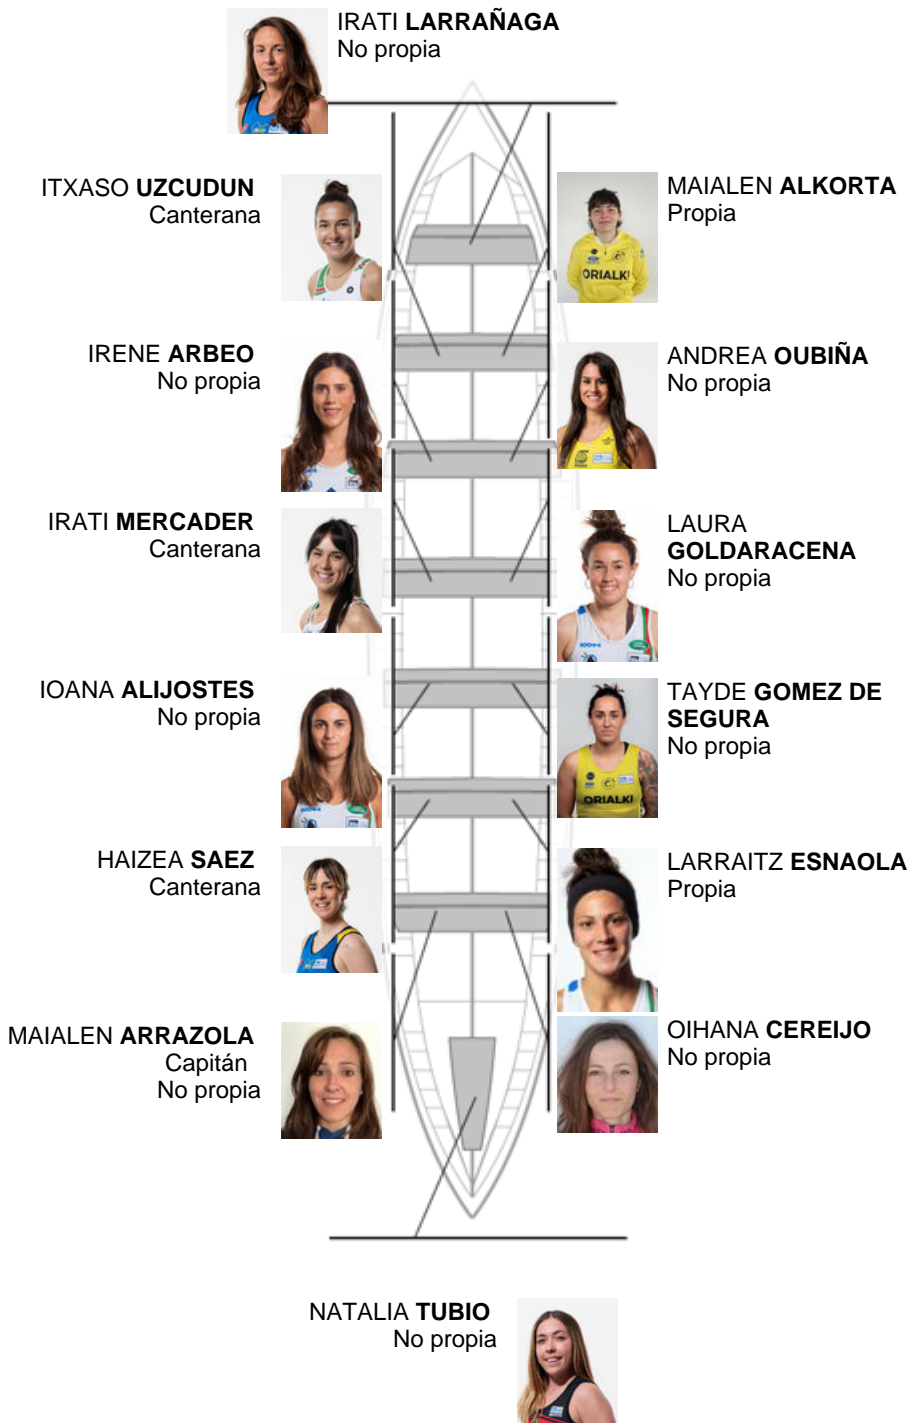 IRATI LARRAÑAGA
No propia
ITXASO UZCUDUN
Canterana
MAIALEN ALKORTA
Propia
ORIALKI
IRENE ARBEO
No propia
ANDREA OUBIÑA
No propia
IRATI MERCADER
Canterana
LAURA
GOLDARACENA
No propia
IOANA ALIJOSTES
No propia
TAYDE GOMEZ DE
SEGURA
No propia
ORIALKI
HAIZEA SAEZ
Canterana
LARRAITZ ESNAOLA
Propia
MAIALEN ARRAZOLA
Capitán
No propia
OIHANA CEREIJO
No propia
NATALIA TUBIO
No propia